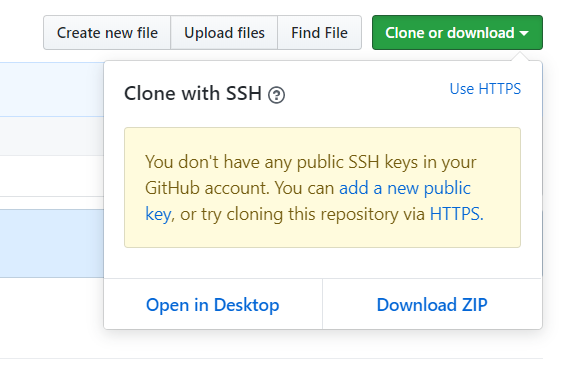 Create new file Upload files Find File Clone or download
Clone with SSH ?
Use HTTPS
You don't have any public SSH keys in your
GitHub account. You can add a new public
key, or try cloning this repository via HTTPS.
Open in Desktop Download ZIP